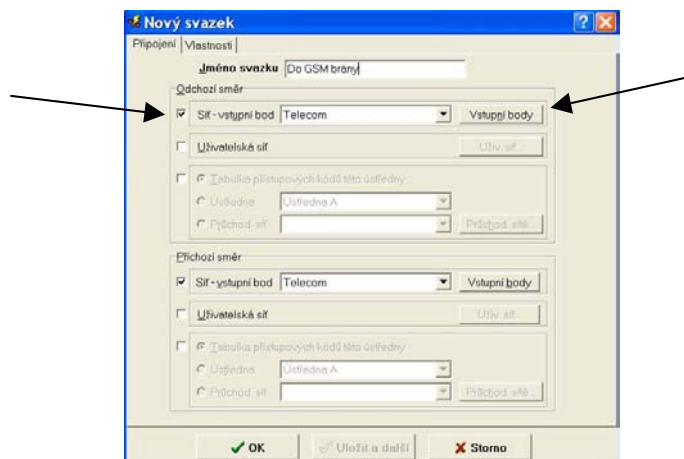 Nový svazek
Připojení Vlastnosti
Jméno svazku Do GSM brány
Odchozí směr
Síť - vstupní bod Telecom Vstupní body
Uživatelská síť Uživ. síť...
Tabulka přístupových kódů této ústředny
Ústředna Ústředna A
Průchod. síť Průchod. sítě...
Příchozí směr
Síť - vstupní bod Telecom Vstupní body
Uživatelská síť Uživ. síť...
Tabulka přístupových kódů této ústředny
Ústředna Ústředna A
Průchod. síť Průchod. sítě...
OK Uložit a další Storno